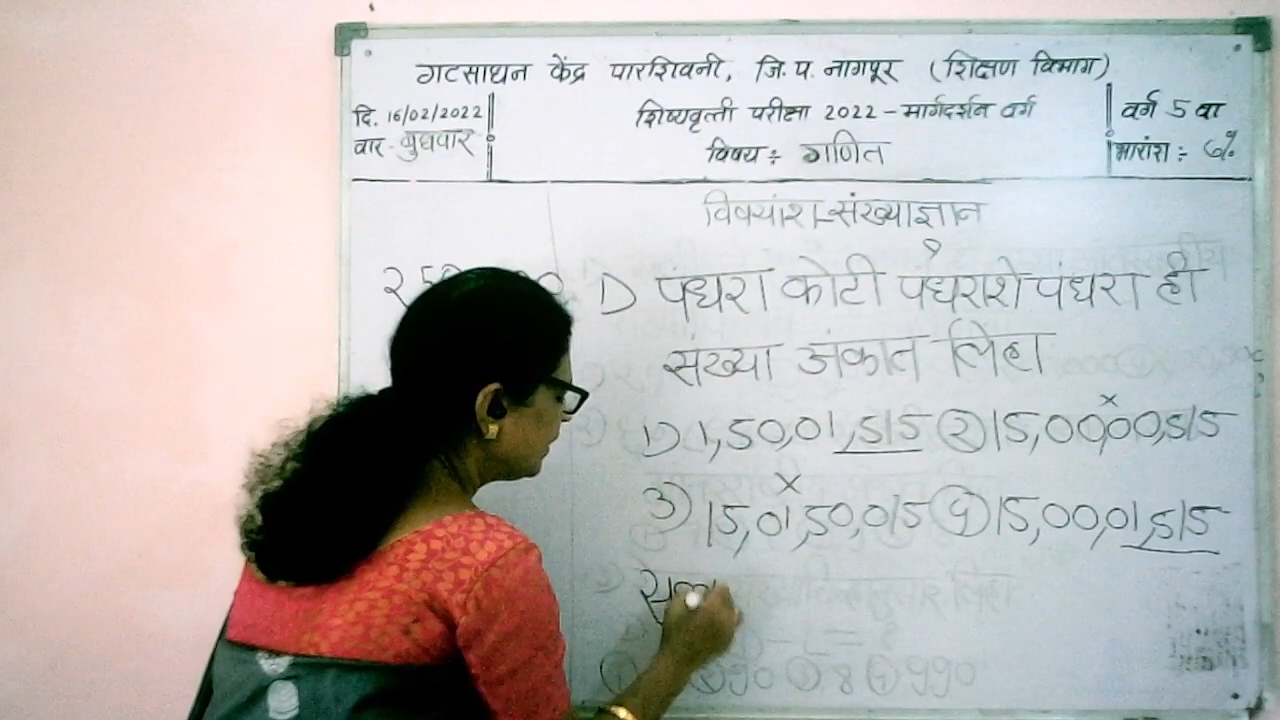 गटसाधन केंद्र पारशिवनी, जि.प. नागपूर (शिक्षण विभाग)
दि. 16/02/2022
वार - बुधवार
शिष्यवृत्ती परीक्षा 2022 - मार्गदर्शन वर्ग
विषय : गणित
वर्ग 5 वा
भारांश : ८%
विषयांश - संख्याज्ञान
1) पंधरा कोटी पंधराशे पंधरा ही
संख्या अंकात लिहा
1) 1,50,01,515 2) 15,00,00,515
3) 15,01,50,015 4) 15,00,01,515